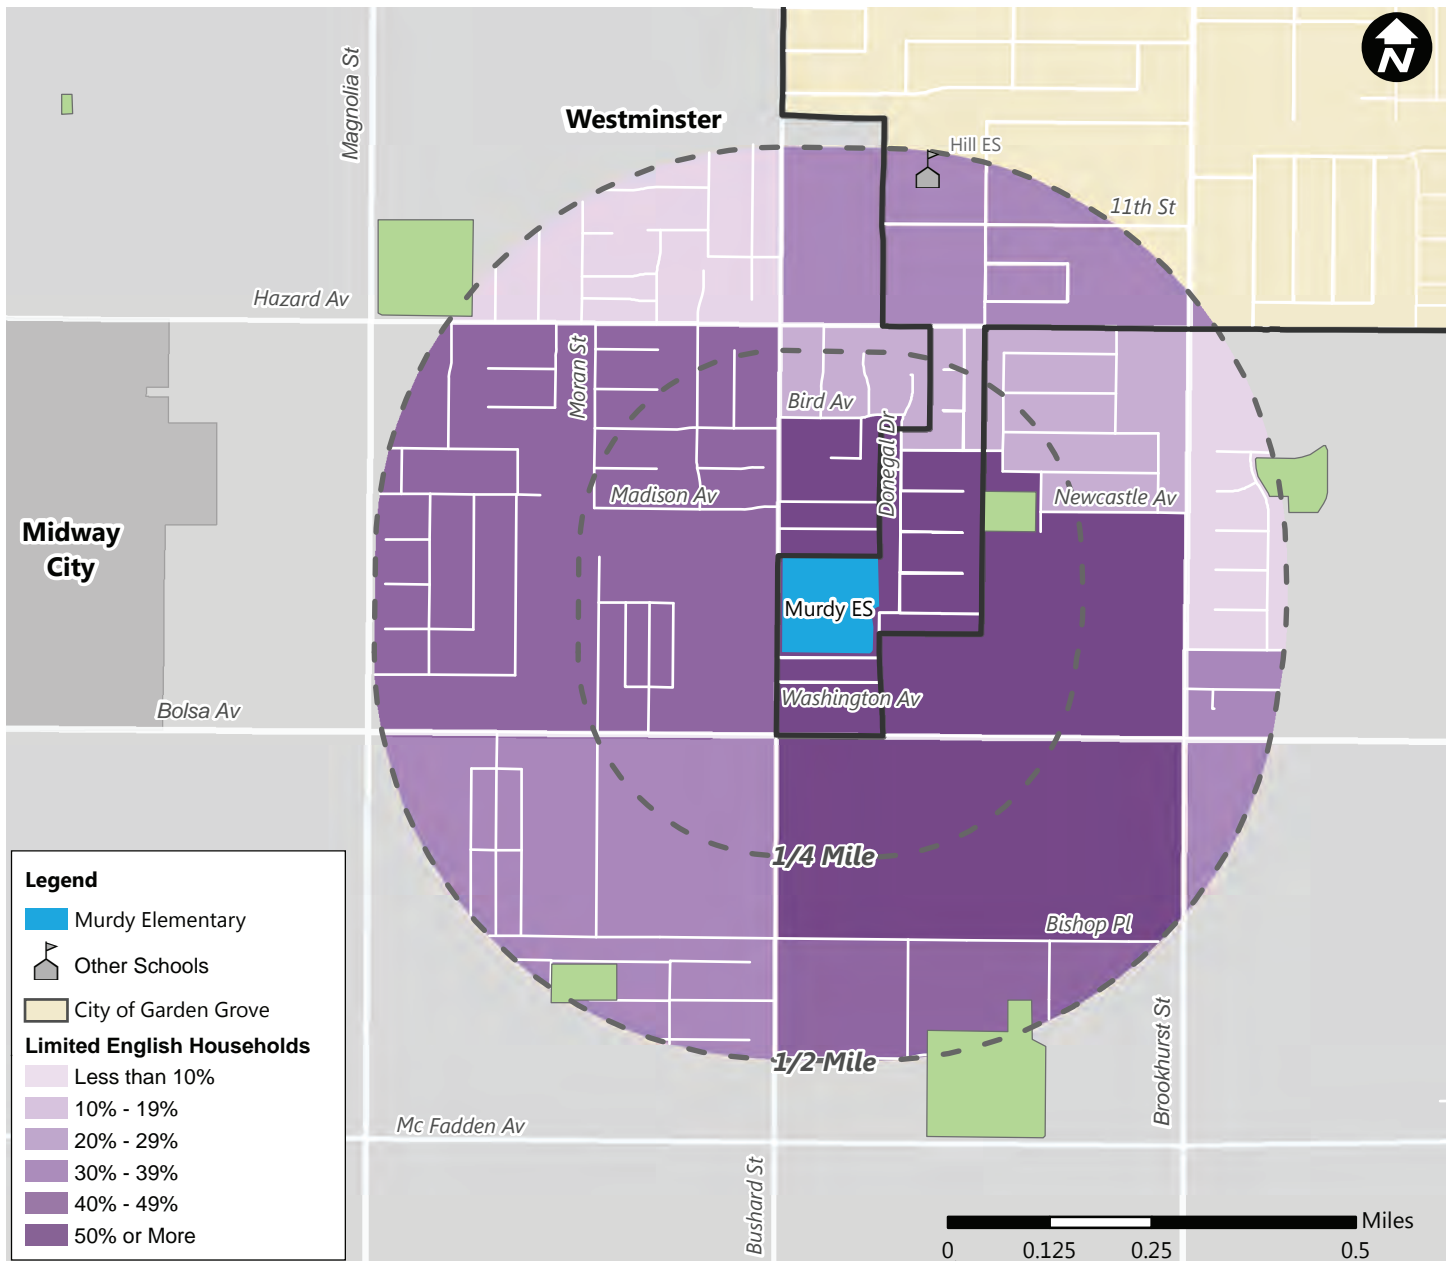 N
Magnolia St
Westminster
Hill ES
11th St
Hazard Av
Moran St
Bird Av
Donegal Dr
Madison Av
Newcastle Av
Midway
City
Murdy ES
Washington Av
Bolsa Av
1/4 Mile
Bishop Pl
1/2 Mile
Brookhurst St
Mc Fadden Av
Bushard St
Legend
Murdy Elementary
Other Schools
City of Garden Grove
Limited English Households
Less than 10%
10% - 19%
20% - 29%
30% - 39%
40% - 49%
50% or More
Miles
0 0.125 0.25 0.5